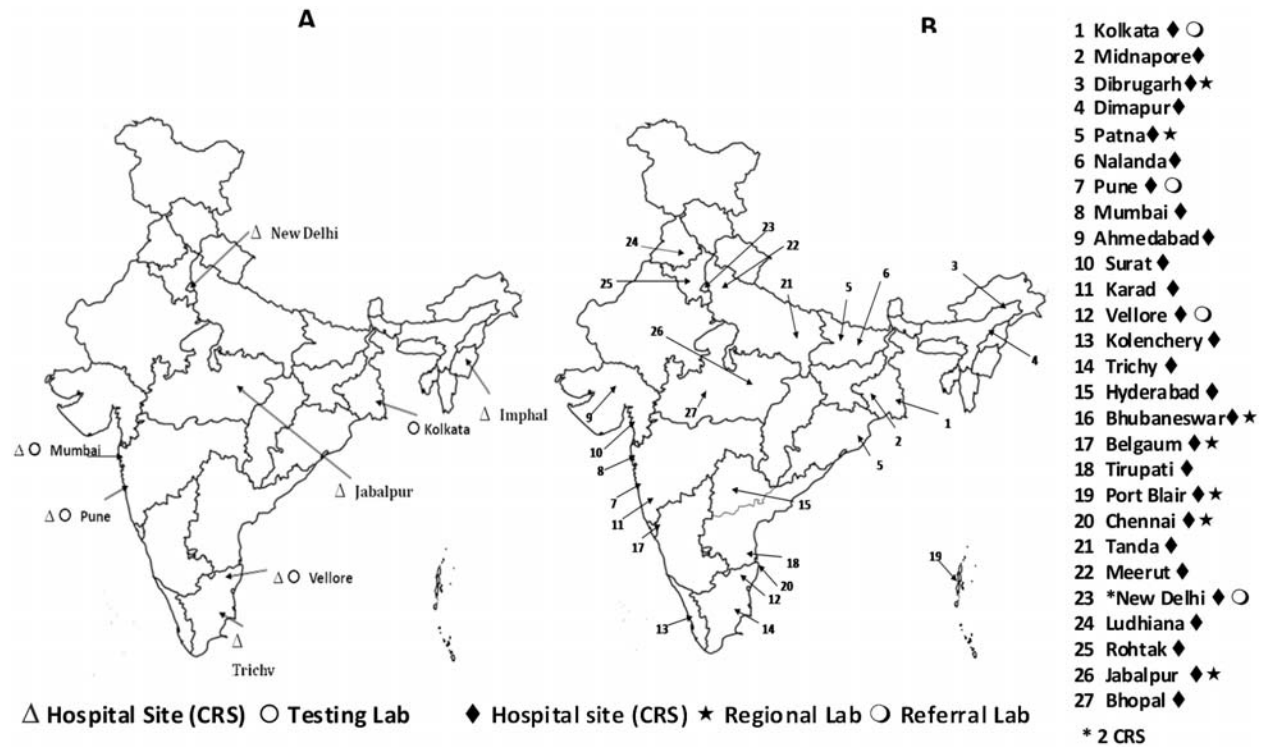 A
B
△ New Delhi
△ Imphal
○ Kolkata
△ ○ Mumbai
△ Jabalpur
△ ○ Pune
△ ○ Vellore
△
Trichy
23
24
22
25
21
5
6
3
26
4
9
27
1
10
2
8
5
7
15
11
17
18
19
20
12
13
14
1 Kolkata ♦ ○
2 Midnapore♦
3 Dibrugarh♦★
4 Dimapur♦
5 Patna♦★
6 Nalanda♦
7 Pune ♦ ○
8 Mumbai ♦
9 Ahmedabad♦
10 Surat ♦
11 Karad ♦
12 Vellore ♦ ○
13 Kolenchery ♦
14 Trichy ♦
15 Hyderabad ♦
16 Bhubaneswar♦★
17 Belgaum ♦★
18 Tirupati ♦
19 Port Blair ♦★
20 Chennai ♦★
21 Tanda ♦
22 Meerut ♦
23 *New Delhi ♦ ○
24 Ludhiana ♦
25 Rohtak ♦
26 Jabalpur ♦★
27 Bhopal ♦
* 2 CRS
△ Hospital Site (CRS) ○ Testing Lab
♦ Hospital site (CRS) ★ Regional Lab ○ Referral Lab